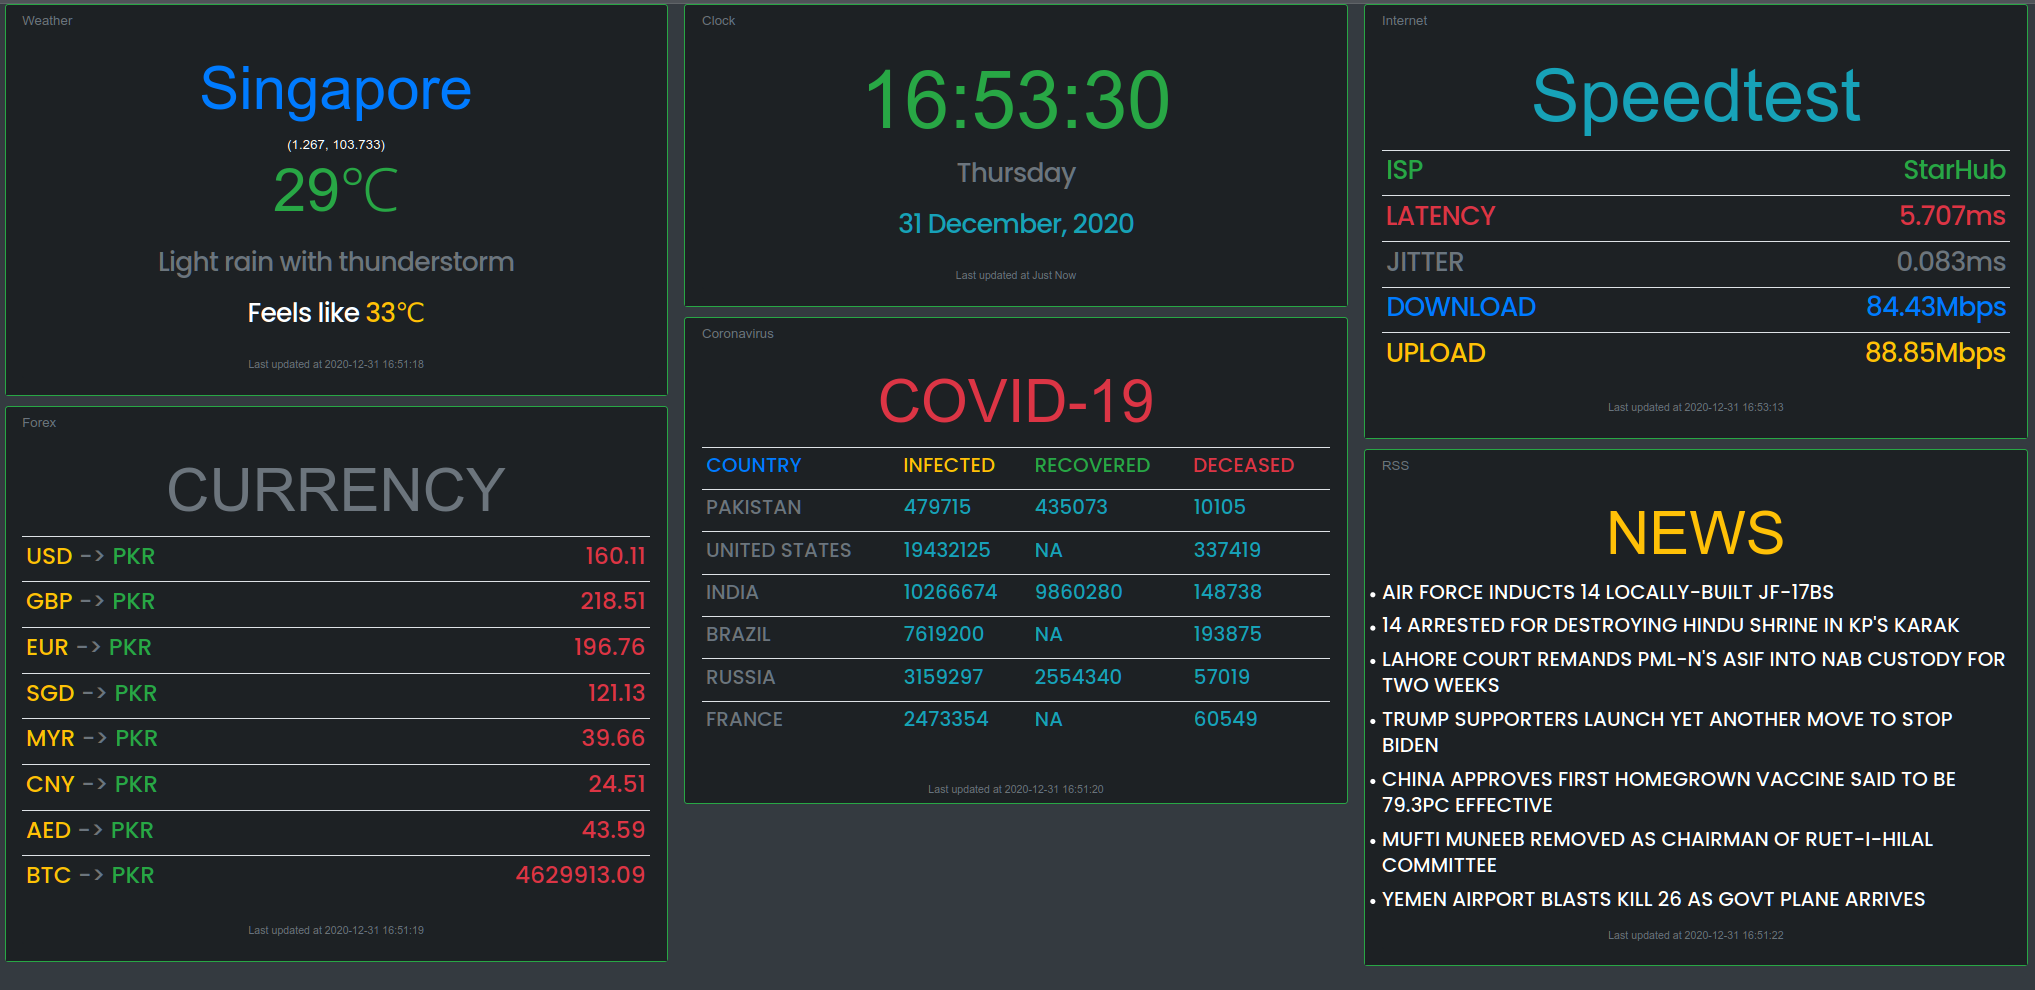 Weather
Singapore
(1.267, 103.733)
29℃
Light rain with thunderstorm
Feels like 33℃
Last updated at 2020-12-31 16:51:18
Forex
CURRENCY
USD -> PKR 160.11
GBP -> PKR 218.51
EUR -> PKR 196.76
SGD -> PKR 121.13
MYR -> PKR 39.66
CNY -> PKR 24.51
AED -> PKR 43.59
BTC -> PKR 4629913.09
Last updated at 2020-12-31 16:51:19
Clock
16:53:30
Thursday
31 December, 2020
Last updated at Just Now
Coronavirus
COVID-19
COUNTRY INFECTED RECOVERED DECEASED
PAKISTAN 479715 435073 10105
UNITED STATES 19432125 NA 337419
INDIA 10266674 9860280 148738
BRAZIL 7619200 NA 193875
RUSSIA 3159297 2554340 57019
FRANCE 2473354 NA 60549
Last updated at 2020-12-31 16:51:20
Internet
Speedtest
ISP StarHub
LATENCY 5.707ms
JITTER 0.083ms
DOWNLOAD 84.43Mbps
UPLOAD 88.85Mbps
Last updated at 2020-12-31 16:53:13
RSS
NEWS
• AIR FORCE INDUCTS 14 LOCALLY-BUILT JF-17BS
• 14 ARRESTED FOR DESTROYING HINDU SHRINE IN KP'S KARAK
• LAHORE COURT REMANDS PML-N'S ASIF INTO NAB CUSTODY FOR
TWO WEEKS
• TRUMP SUPPORTERS LAUNCH YET ANOTHER MOVE TO STOP
BIDEN
• CHINA APPROVES FIRST HOMEGROWN VACCINE SAID TO BE
79.3PC EFFECTIVE
• MUFTI MUNEEB REMOVED AS CHAIRMAN OF RUET-I-HILAL
COMMITTEE
• YEMEN AIRPORT BLASTS KILL 26 AS GOVT PLANE ARRIVES
Last updated at 2020-12-31 16:51:22